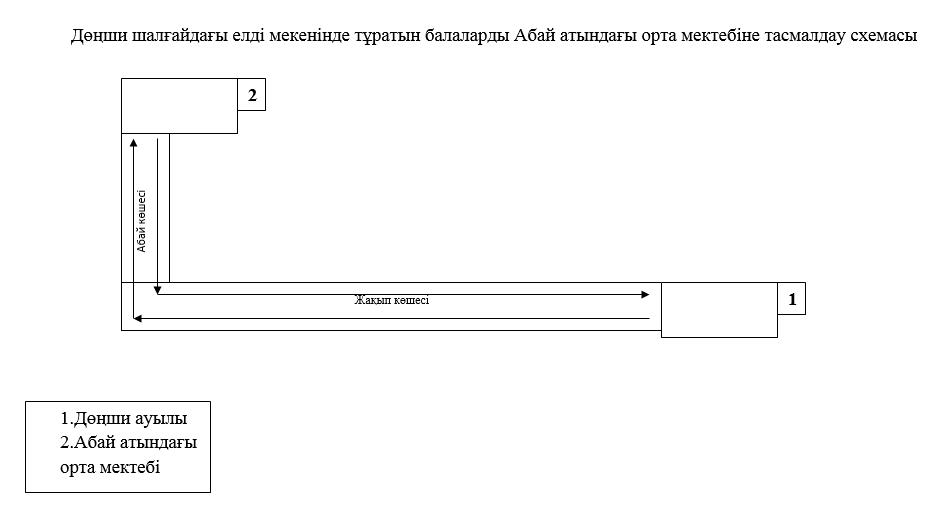 Дөңши шалғайдағы елді мекенінде тұратын балаларды Абай атындағы орта мектебіне тасмалдау схемасы
2
Абай көшесі
Жақып көшесі
1
1.Дөңши ауылы
2.Абай атындағы
орта мектебі